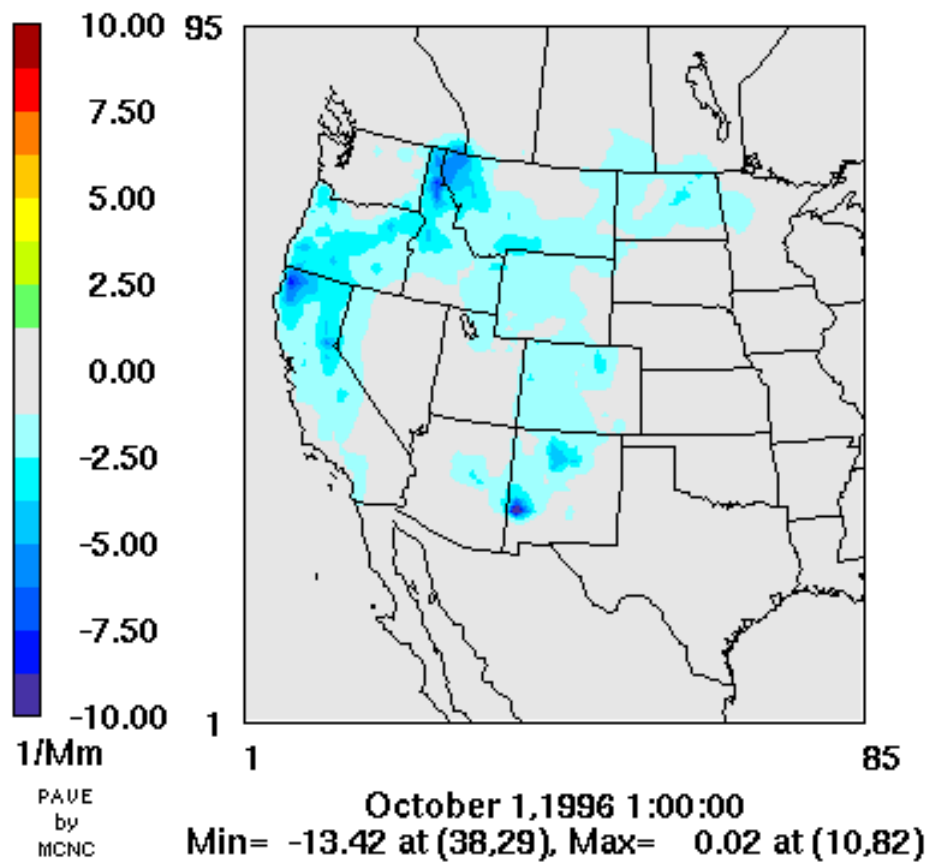 10.00
7.50
5.00
2.50
0.00
-2.50
-5.00
-7.50
-10.00
1/Mm
PAVE
by
MCNC
95
1
1
85
October 1,1996 1:00:00
Min= -13.42 at (38,29), Max= 0.02 at (10,82)